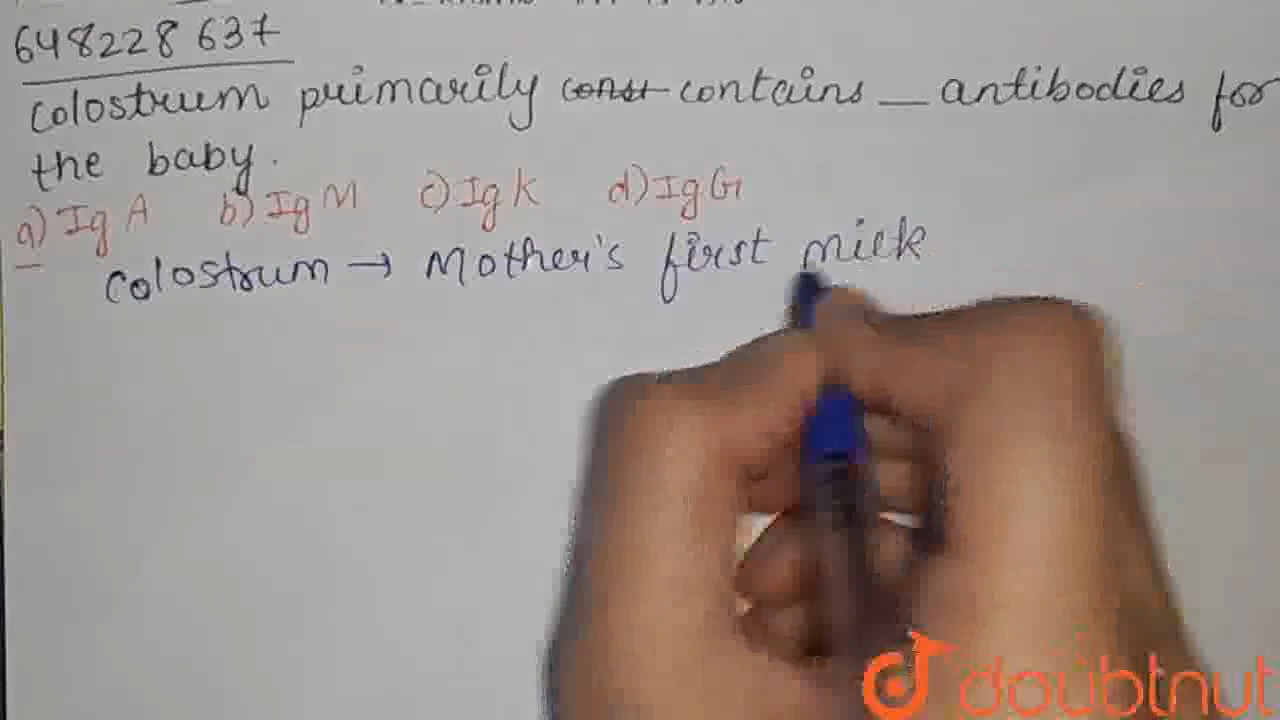 648228637
colostrum primarily const contains _ antibodies for
the baby.
a) Ig A b) Ig M c) Ig K d) Ig G
colostrum → Mother's first milk
doubtnut